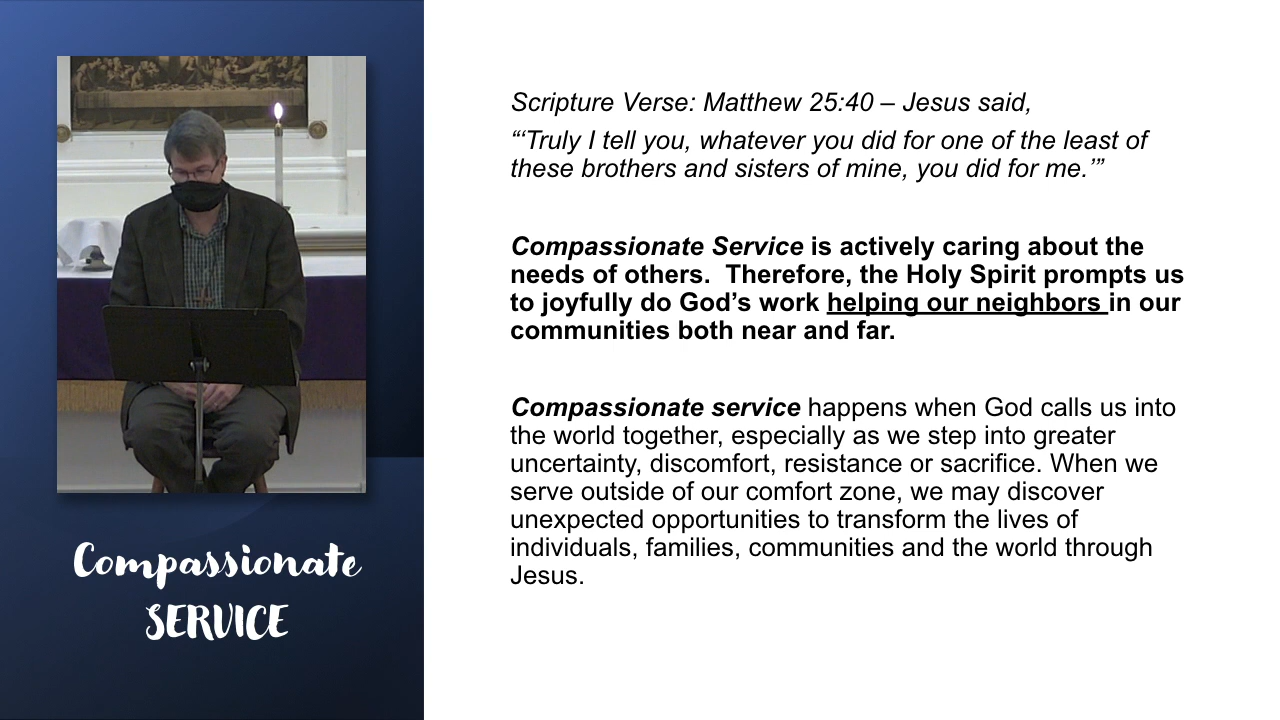 Scripture Verse: Matthew 25:40 – Jesus said,
“‘Truly I tell you, whatever you did for one of the least of
these brothers and sisters of mine, you did for me.’”
Compassionate Service is actively caring about the
needs of others.  Therefore, the Holy Spirit prompts us
to joyfully do God’s work helping our neighbors in our
communities both near and far.
Compassionate service happens when God calls us into
the world together, especially as we step into greater
uncertainty, discomfort, resistance or sacrifice. When we
serve outside of our comfort zone, we may discover
unexpected opportunities to transform the lives of
individuals, families, communities and the world through
Jesus.
Compassionate
SERVICE